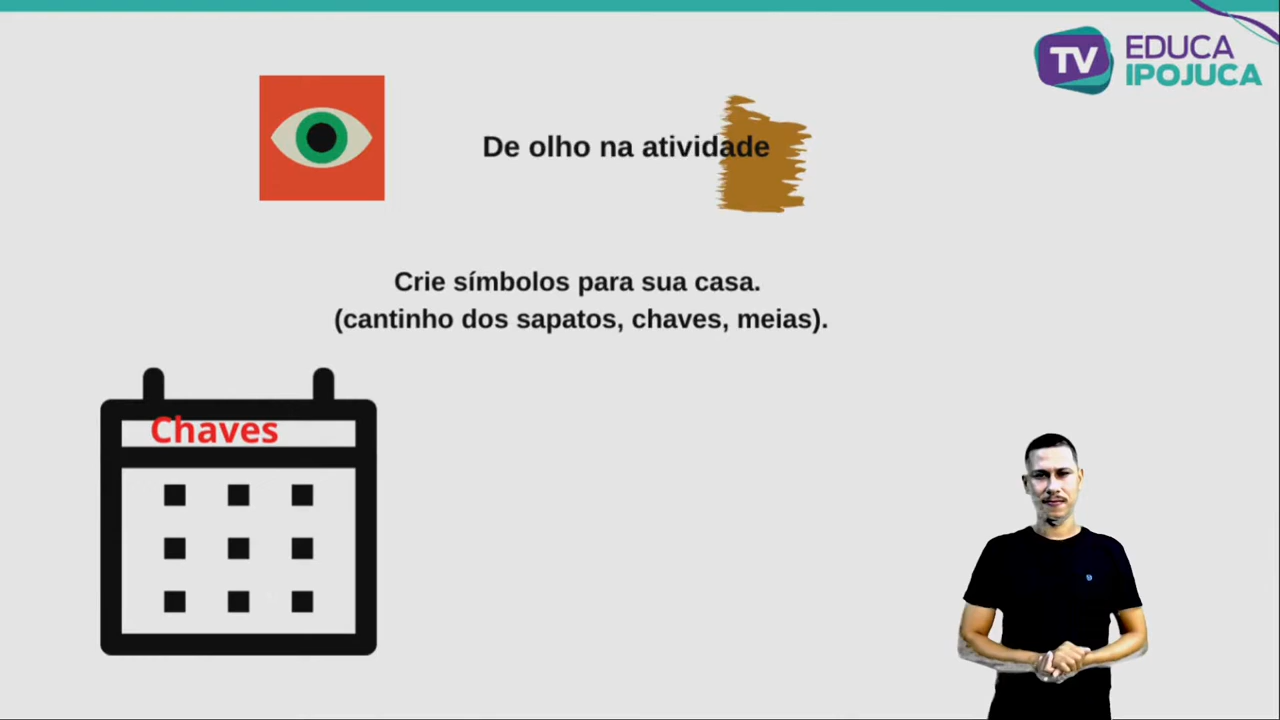 TV EDUCA
IPOJUCA
De olho na atividade
Crie símbolos para sua casa.
(cantinho dos sapatos, chaves, meias).
Chaves